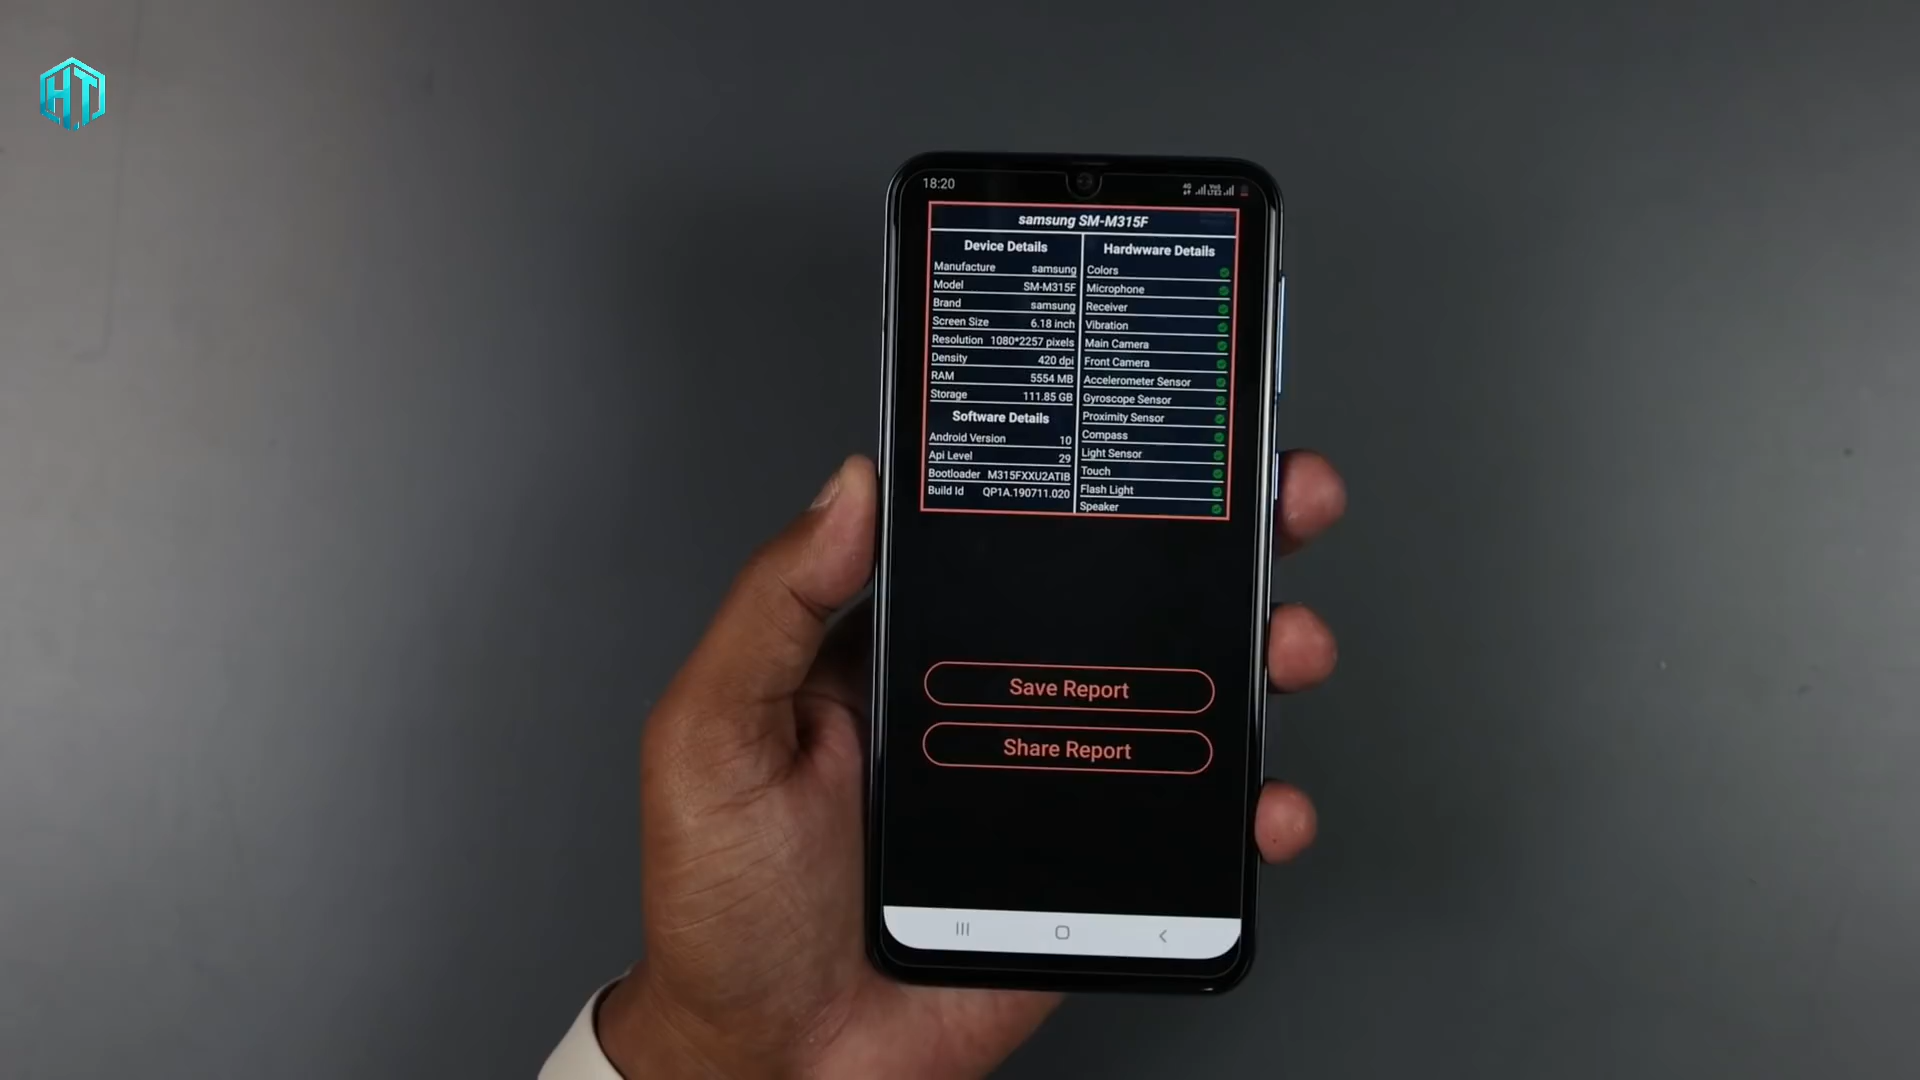 HT
18:20
samsung SM-M315F
Device Details
Manufacture samsung
Model SM-M315F
Brand samsung
Screen Size 6.18 inch
Resolution 1080*2257 pixels
Density 420 dpi
RAM 5554 MB
Storage 111.85 GB
Software Details
Android Version 10
Api Level 29
Bootloader M315FXXU2ATIB
Build Id QP1A.190711.020
Hardwware Details
Colors
Microphone
Receiver
Vibration
Main Camera
Front Camera
Accelerometer Sensor
Gyroscope Sensor
Proximity Sensor
Compass
Light Sensor
Touch
Flash Light
Speaker
Save Report
Share Report